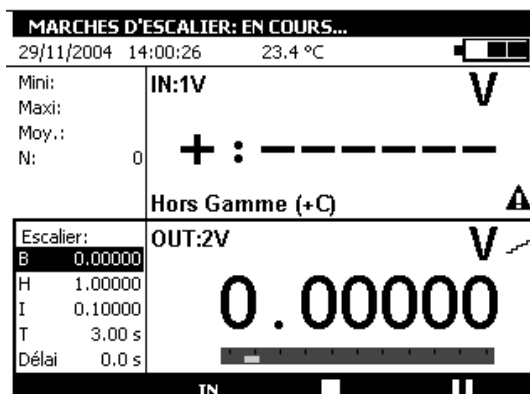 MARCHES D'ESCALIER: EN COURS...
29/11/2004 14:00:26 23.4 °C
Mini:
Maxi:
Moy.:
N: 0
IN:1V V
+:------
Hors Gamme (+C)
Escalier:
B 0.00000
H 1.00000
I 0.10000
T 3.00 s
Délai 0.0 s
OUT:2V V
0.00000
IN